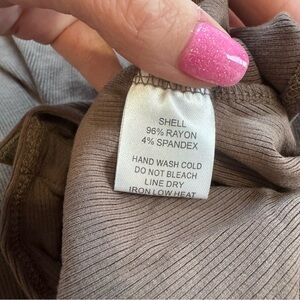 SHELL
96% RAYON
4% SPANDEX
HAND WASH COLD
DO NOT BLEACH
LINE DRY
IRON LOW HEAT